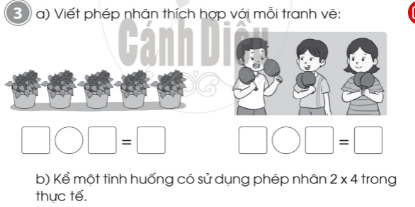 3 a) Viết phép nhân thích hợp với mỗi tranh vẽ:
Cánh Diều
= =
b) Kể một tình huống có sử dụng phép nhân 2 x 4 trong
thực tế.